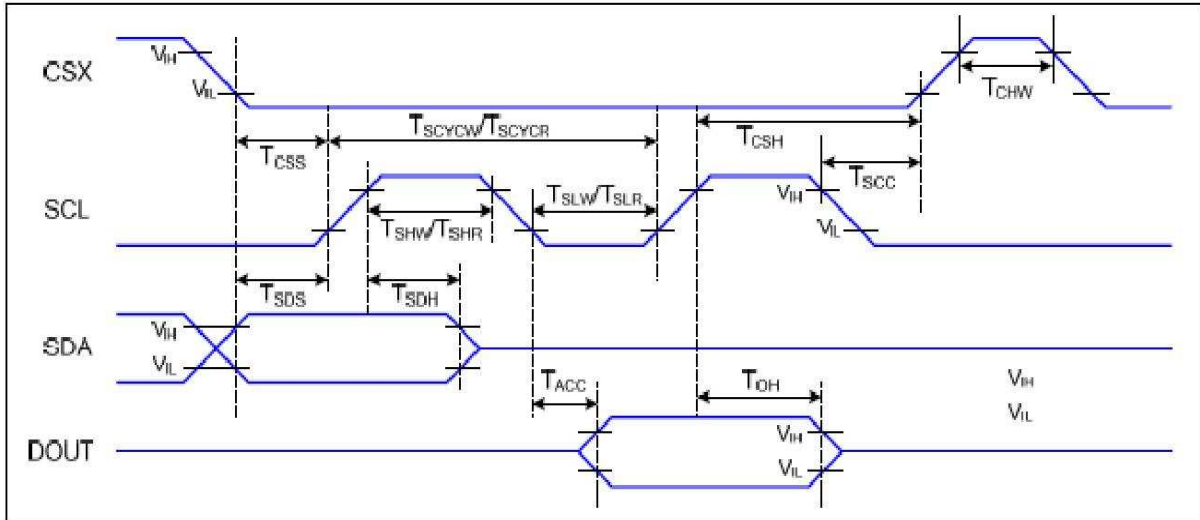 CSX
VIH
VIL
TCHW
TSCYCW/TSCYCR
TCSH
TCSS
TSCC
SCL
TSHW/TSHR
TSLW/TSLR
VIH
VIL
TSDS
TSDH
SDA
VIH
VIL
TACC
TOH
VIH
VIL
DOUT
VIH
VIL